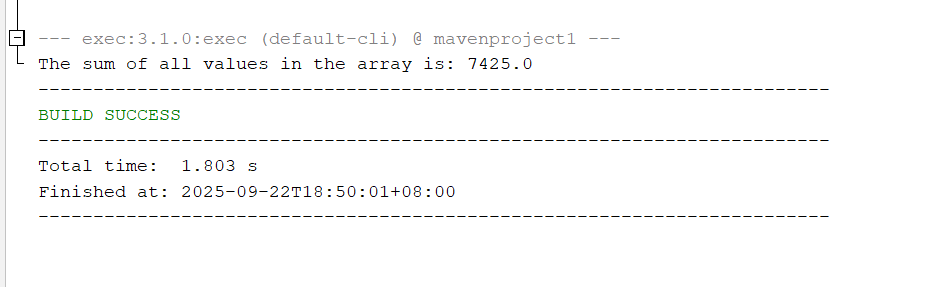 --- exec:3.1.0:exec (default-cli) @ mavenproject1 ---
The sum of all values in the array is: 7425.0
------------------------------------------------------------------------
BUILD SUCCESS
------------------------------------------------------------------------
Total time:  1.803 s
Finished at: 2025-09-22T18:50:01+08:00
------------------------------------------------------------------------